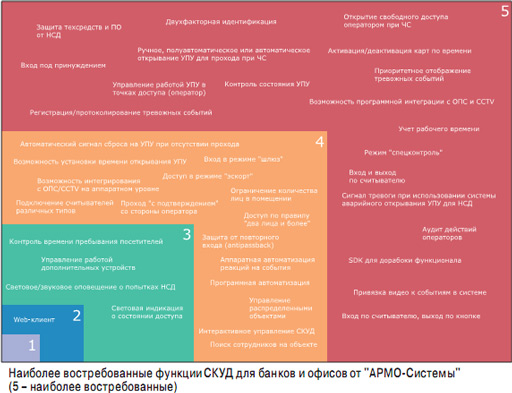 5
Защита техсредств и ПО
от НСД
Двухфакторная идентификация
Открытие свободного доступа
оператором при ЧС
Ручное, полуавтоматическое или автоматическое
открывание УПУ для прохода при ЧС
Активация/деактивация карт по времени
Вход под принуждением
Приоритетное отображение
тревожных событий
Управление работой УПУ в
точках доступа (оператор)
Контроль состояния УПУ
Возможность программной интеграции с ОПС и CCTV
Регистрация/протоколирование тревожных событий
Учет рабочего времени
4
Автоматический сигнал сброса на УПУ при отсутствии прохода
Режим "спецконтроль"
Возможность установки времени открывания УПУ
Вход в режиме "шлюз"
Вход и выход
по считывателю
Возможность интегрирования
с ОПС/CCTV на аппаратном уровне
Доступ в режиме "эскорт"
Ограничение количества
лиц в помещении
Сигнал тревоги при использовании системы
аварийного открывания УПУ для НСД
Подключение считывателей
различных типов
Проход "с подтверждением"
со стороны оператора
Доступ по правилу
"два лица и более"
Аудит действий
операторов
3
Контроль времени пребывания посетителей
Защита от повторного
входа (antipassback)
Управление работой
дополнительных устройств
Аппаратная автоматизация
реакций на события
SDK для дорабоки функционала
Световое/звуковое оповещение о попытках НСД
Программная автоматизация
Привязка видео к событиям в системе
Световая индикация
о состоянии доступа
Управление
распределенными
объектами
2
Web-клиент
Вход по считывателю, выход по кнопке
Интерактивное управление СКУД
1
Поиск сотрудников на объекте
Наиболее востребованные функции СКУД для банков и офисов от "АРМО-Системы"
(5 – наиболее востребованные)